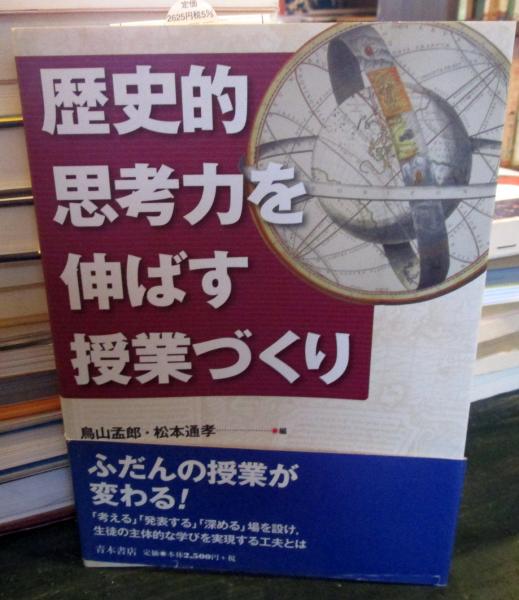 定価
2625円税5%
歴史的
思考力を
伸ばす
授業づくり
鳥山孟郎・松本通孝 編
ふだんの授業が
変わる!
「考える」「発表する」「深める」場を設け,
生徒の主体的な学びを実現する工夫とは
青木書店 定価●本体2,500円+税